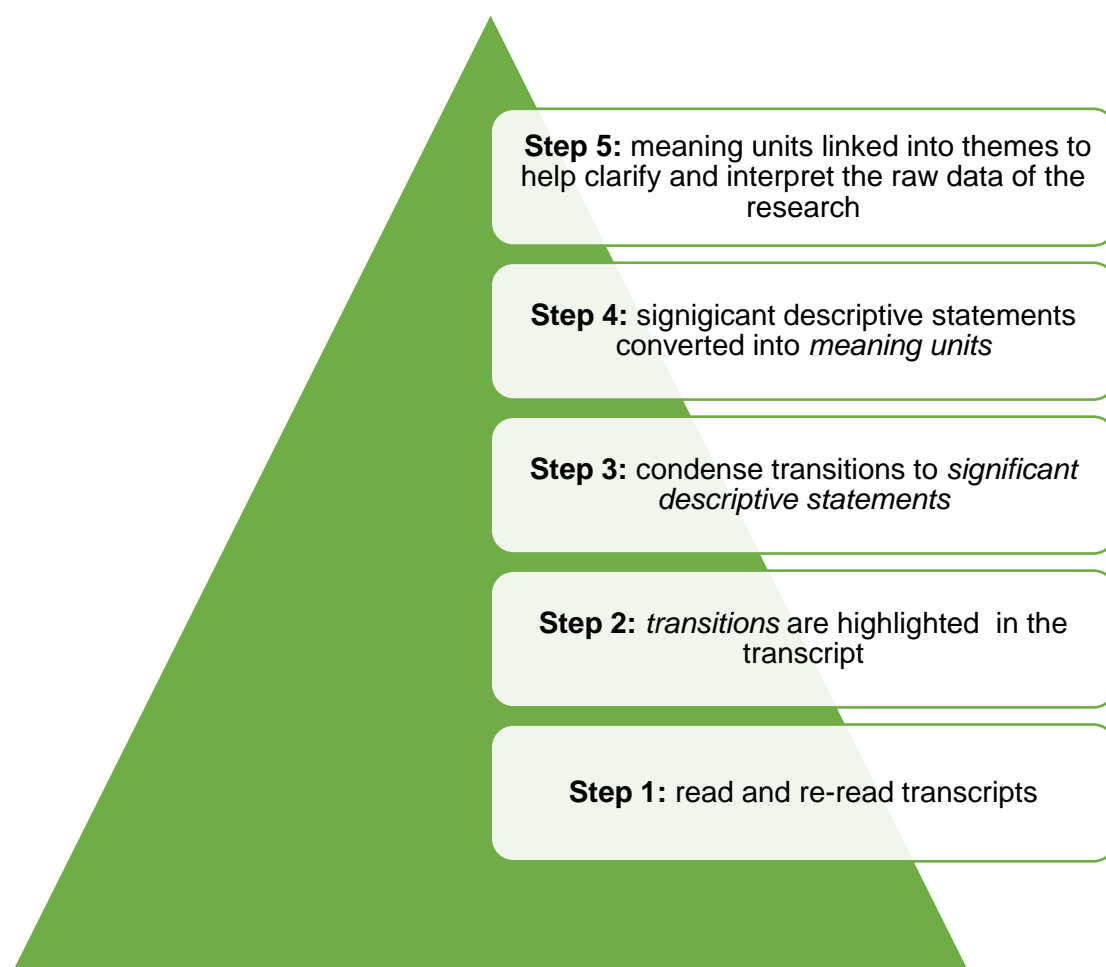 Step 5: meaning units linked into themes to
help clarify and interpret the raw data of the
research
Step 4: signigicant descriptive statements
converted into meaning units
Step 3: condense transitions to significant
descriptive statements
Step 2: transitions are highlighted  in the
transcript
Step 1: read and re-read transcripts